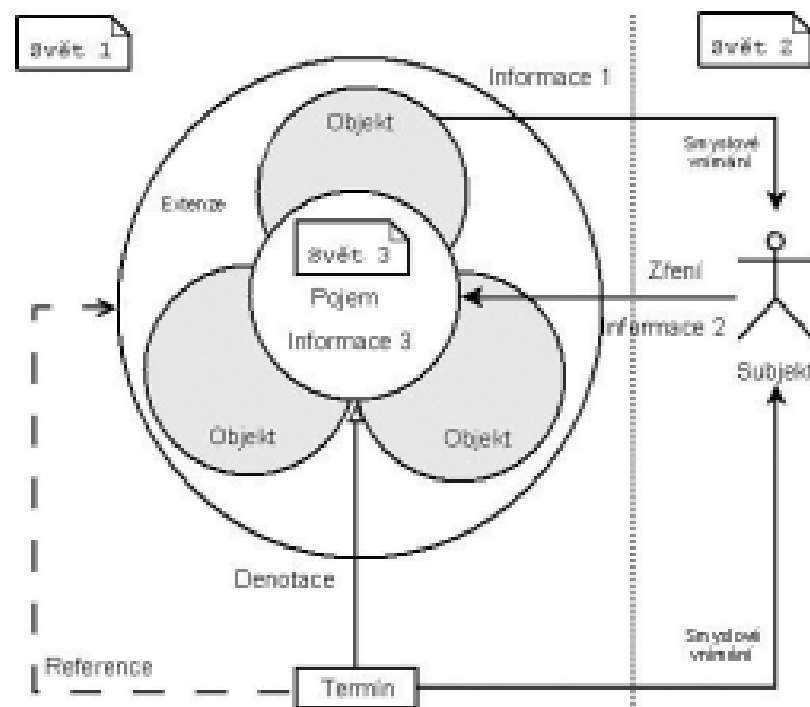 Svět 1
Svět 2
Informace 1
Objekt
Smyslové
vnímání
Extenze
Svět 3
Zření
Pojem
Informace 2
Informace 3
Subjekt
Objekt
Objekt
Denotace
Smyslové
vnímání
Reference
Termín